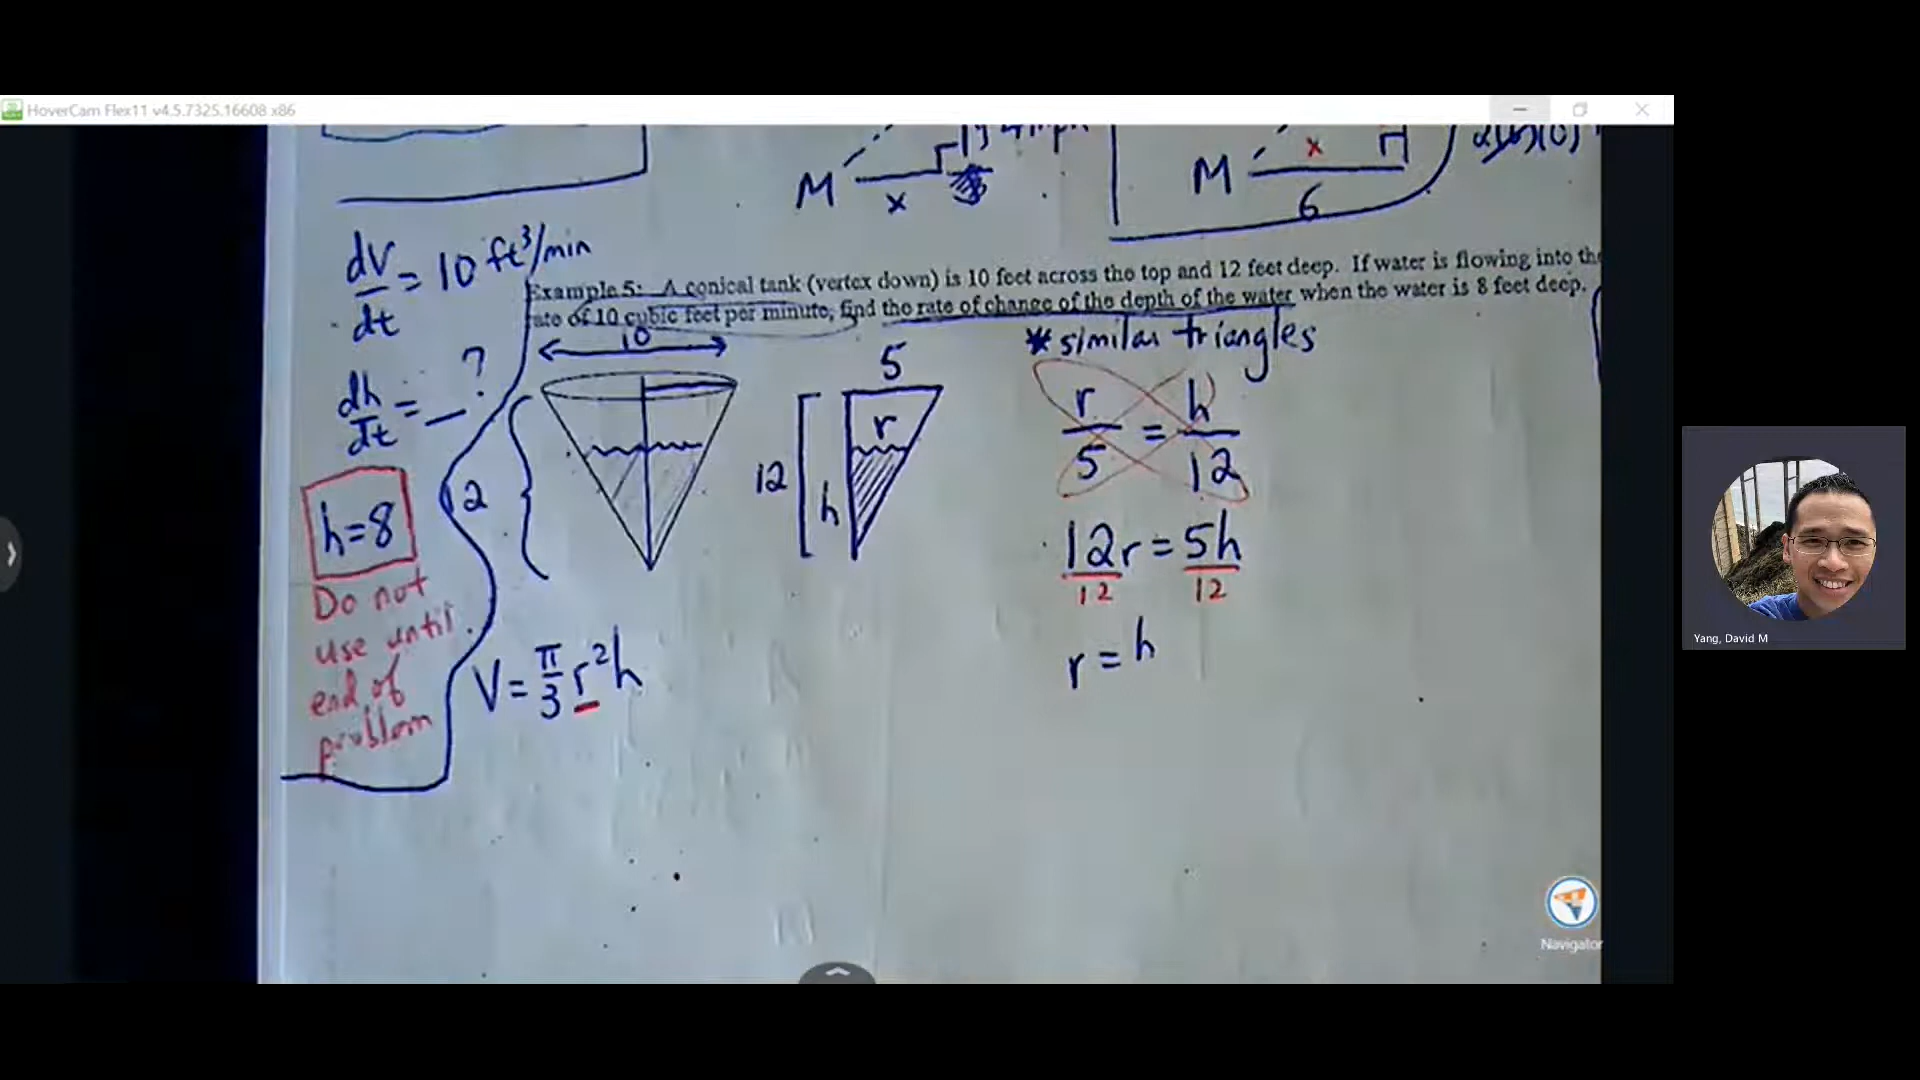 HoverCam Flex11 v4.5.7325.16608 x86
M
x
M
x
6
dV/dt = 10 ft³/min
Example 5: A conical tank (vertex down) is 10 feet across the top and 12 feet deep. If water is flowing into the
rate of 10 cubic feet per minute, find the rate of change of the depth of the water when the water is 8 feet deep.
dh/dt = _ ?
10
12
5
r
12
h
* similar triangles
r/5 = h/12
12r = 5h
12 12
r = h
h=8
Do not
use until
end of
problem
V = π/3 r²h
Navigator
Yang, David M